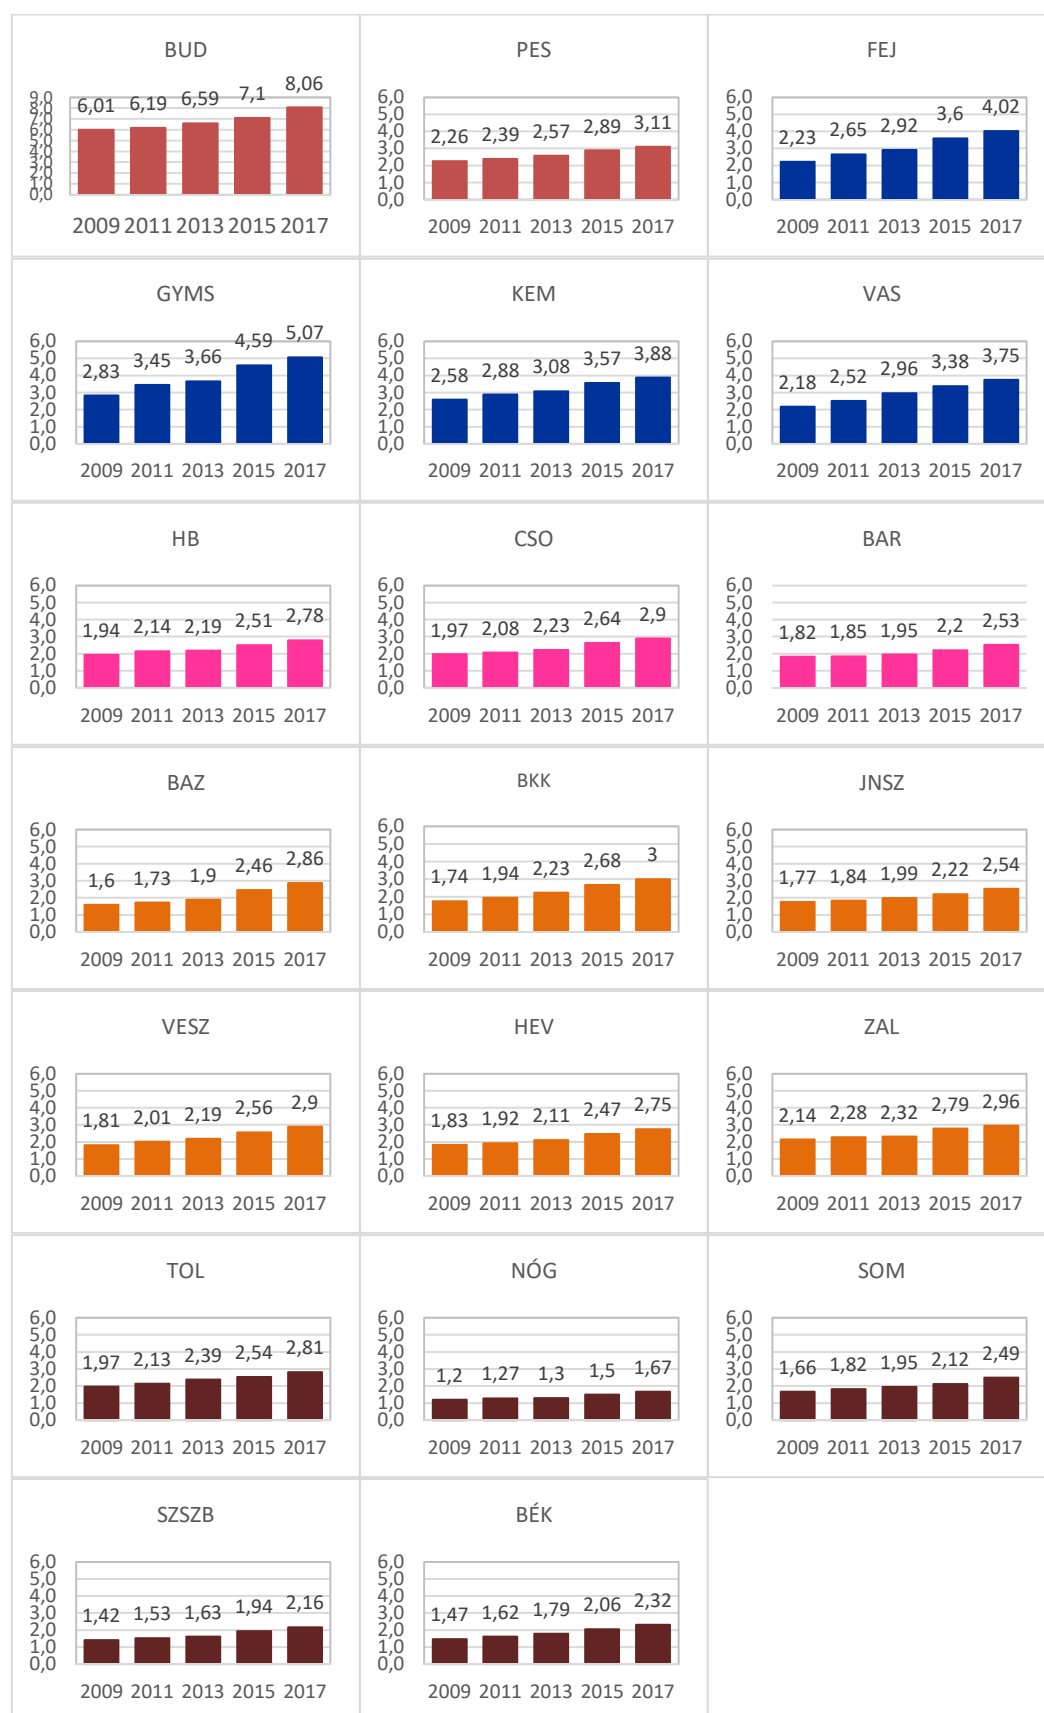 BUD
9,0
8,0
7,0
6,0
5,0
4,0
3,0
2,0
1,0
0,0
6,01 6,19 6,59 7,1 8,06
2009 2011 2013 2015 2017
PES
6,0
5,0
4,0
3,0
2,0
1,0
0,0
2,26 2,39 2,57 2,89 3,11
2009 2011 2013 2015 2017
FEJ
6,0
5,0
4,0
3,0
2,0
1,0
0,0
2,23 2,65 2,92 3,6 4,02
2009 2011 2013 2015 2017
GYMS
6,0
5,0
4,0
3,0
2,0
1,0
0,0
2,83 3,45 3,66 4,59 5,07
2009 2011 2013 2015 2017
KEM
6,0
5,0
4,0
3,0
2,0
1,0
0,0
2,58 2,88 3,08 3,57 3,88
2009 2011 2013 2015 2017
VAS
6,0
5,0
4,0
3,0
2,0
1,0
0,0
2,18 2,52 2,96 3,38 3,75
2009 2011 2013 2015 2017
HB
6,0
5,0
4,0
3,0
2,0
1,0
0,0
1,94 2,14 2,19 2,51 2,78
2009 2011 2013 2015 2017
CSO
6,0
5,0
4,0
3,0
2,0
1,0
0,0
1,97 2,08 2,23 2,64 2,9
2009 2011 2013 2015 2017
BAR
6,0
5,0
4,0
3,0
2,0
1,0
0,0
1,82 1,85 1,95 2,2 2,53
2009 2011 2013 2015 2017
BAZ
6,0
5,0
4,0
3,0
2,0
1,0
0,0
1,6 1,73 1,9 2,46 2,86
2009 2011 2013 2015 2017
BKK
6,0
5,0
4,0
3,0
2,0
1,0
0,0
1,74 1,94 2,23 2,68 3
2009 2011 2013 2015 2017
JNSZ
6,0
5,0
4,0
3,0
2,0
1,0
0,0
1,77 1,84 1,99 2,22 2,54
2009 2011 2013 2015 2017
VESZ
6,0
5,0
4,0
3,0
2,0
1,0
0,0
1,81 2,01 2,19 2,56 2,9
2009 2011 2013 2015 2017
HEV
6,0
5,0
4,0
3,0
2,0
1,0
0,0
1,83 1,92 2,11 2,47 2,75
2009 2011 2013 2015 2017
ZAL
6,0
5,0
4,0
3,0
2,0
1,0
0,0
2,14 2,28 2,32 2,79 2,96
2009 2011 2013 2015 2017
TOL
6,0
5,0
4,0
3,0
2,0
1,0
0,0
1,97 2,13 2,39 2,54 2,81
2009 2011 2013 2015 2017
NÓG
6,0
5,0
4,0
3,0
2,0
1,0
0,0
1,2 1,27 1,3 1,5 1,67
2009 2011 2013 2015 2017
SOM
6,0
5,0
4,0
3,0
2,0
1,0
0,0
1,66 1,82 1,95 2,12 2,49
2009 2011 2013 2015 2017
SZSZB
6,0
5,0
4,0
3,0
2,0
1,0
0,0
1,42 1,53 1,63 1,94 2,16
2009 2011 2013 2015 2017
BÉK
6,0
5,0
4,0
3,0
2,0
1,0
0,0
1,47 1,62 1,79 2,06 2,32
2009 2011 2013 2015 2017